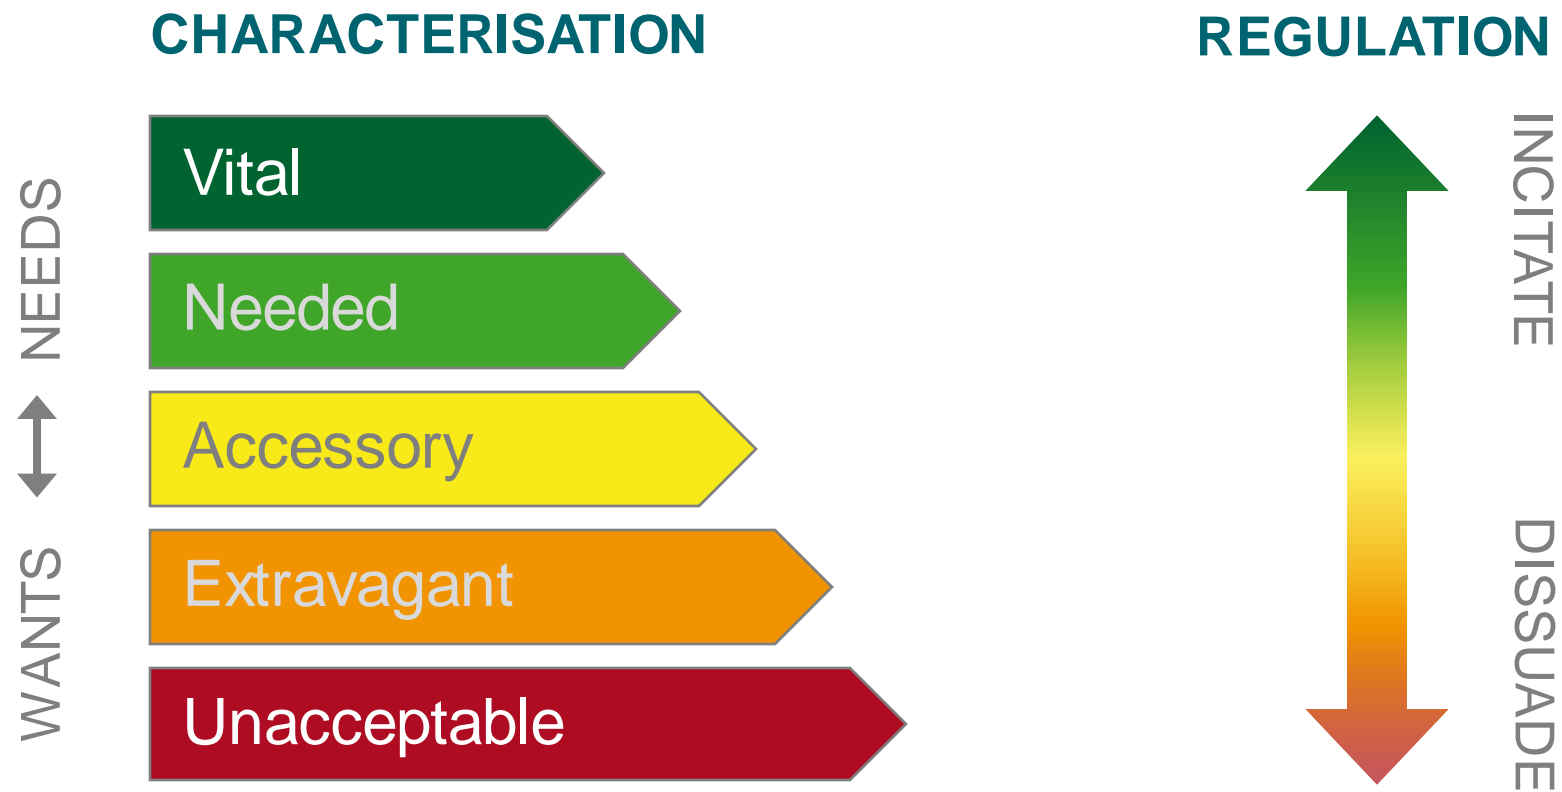 CHARACTERISATION
REGULATION
NEEDS
WANTS
Vital
Needed
Accessory
Extravagant
Unacceptable
INCITATE
DISSUADE